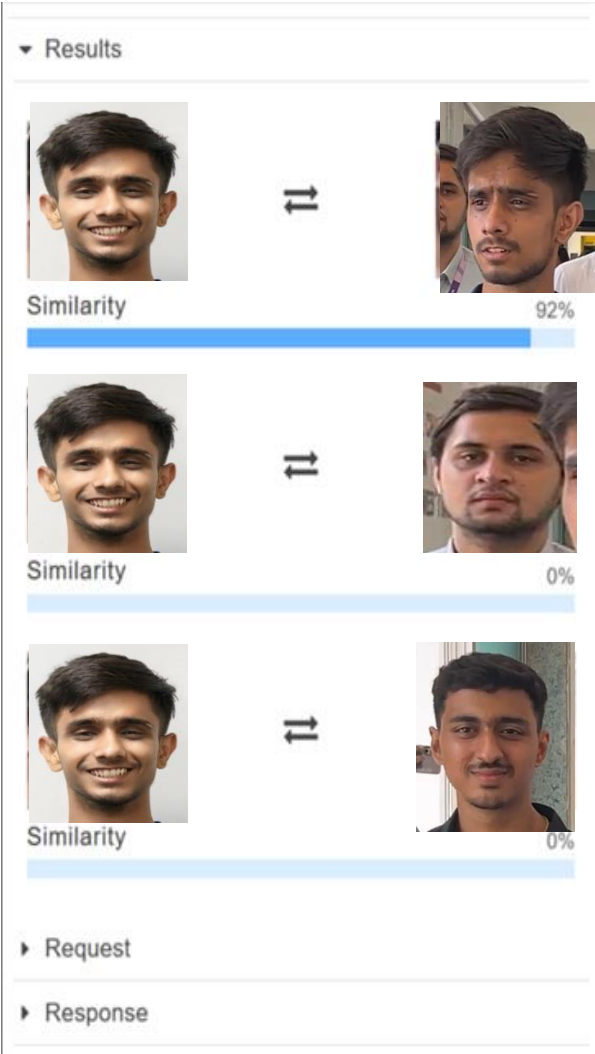 Results
Similarity
92%
Similarity
0%
Similarity
0%
Request
Response